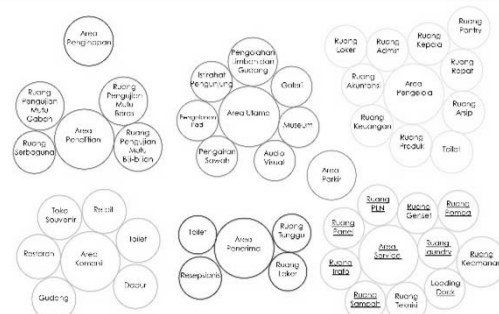 Area
Penginapan
Ruang
Pengujian
Mutu
Gabah
Ruang
Pengujian
Mutu
Beras
Ruang
Serbaguna
Area
Penelitian
Ruang
Pengujian
Mutu
Biji-bijian
Pengolahan
Limbah dan
Gudang
Istirahat
Pengunjung
Galeri
Area Utama
Pengolahan
Padi
Museum
Pengairan
Sawah
Audio
Visual
Area
Parkir
Ruang
Loker
Ruang
Admin
Ruang
Kepala
Ruang
Pantry
Ruang
Rapat
Ruang
Akuntansi
Area
Pengelola
Ruang
Arsip
Ruang
Keuangan
Ruang
Produk
Toilet
Toko
Souvenir
Retail
Toilet
Restoran
Area
Komersil
Dapur
Gudang
Toilet
Area
Penerima
Ruang
Tunggu
Resepsionis
Ruang
Loker
Ruang
PLN
Ruang
Genset
Ruang
Pompa
Ruang
Panel
Area
Service
Ruang
Laundry
Ruang
Keamanan
Ruang
Trafo
Loading
Dock
Ruang
Sampah
Ruang
Teknisi